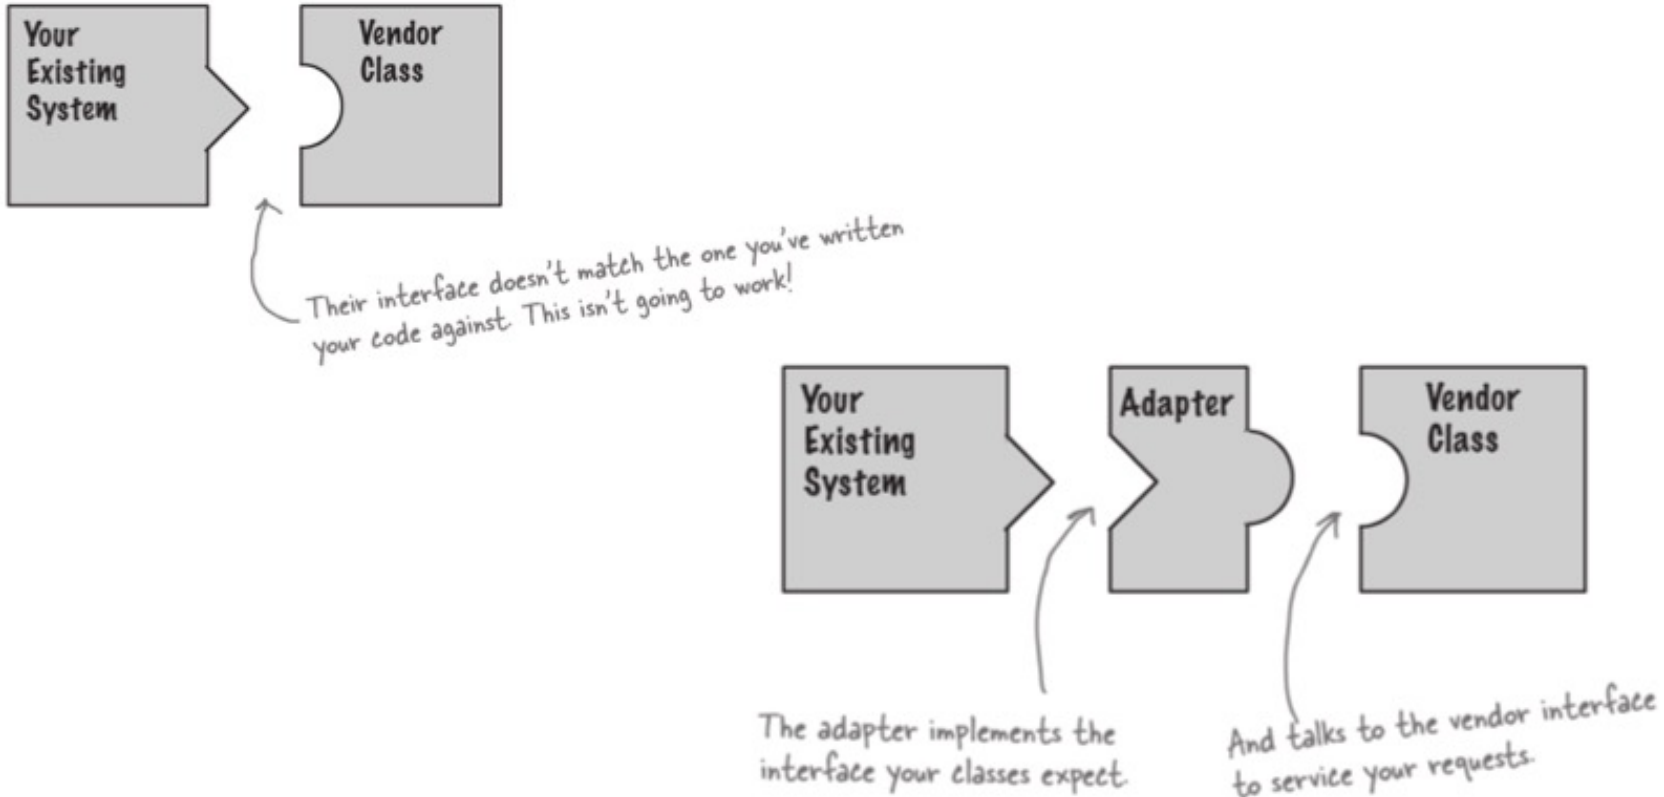 Your
Existing
System
Vendor
Class
Their interface doesn't match the one you've written
your code against. This isn't going to work!
Your
Existing
System
Adapter
Vendor
Class
The adapter implements the
interface your classes expect.
And talks to the vendor interface
to service your requests.